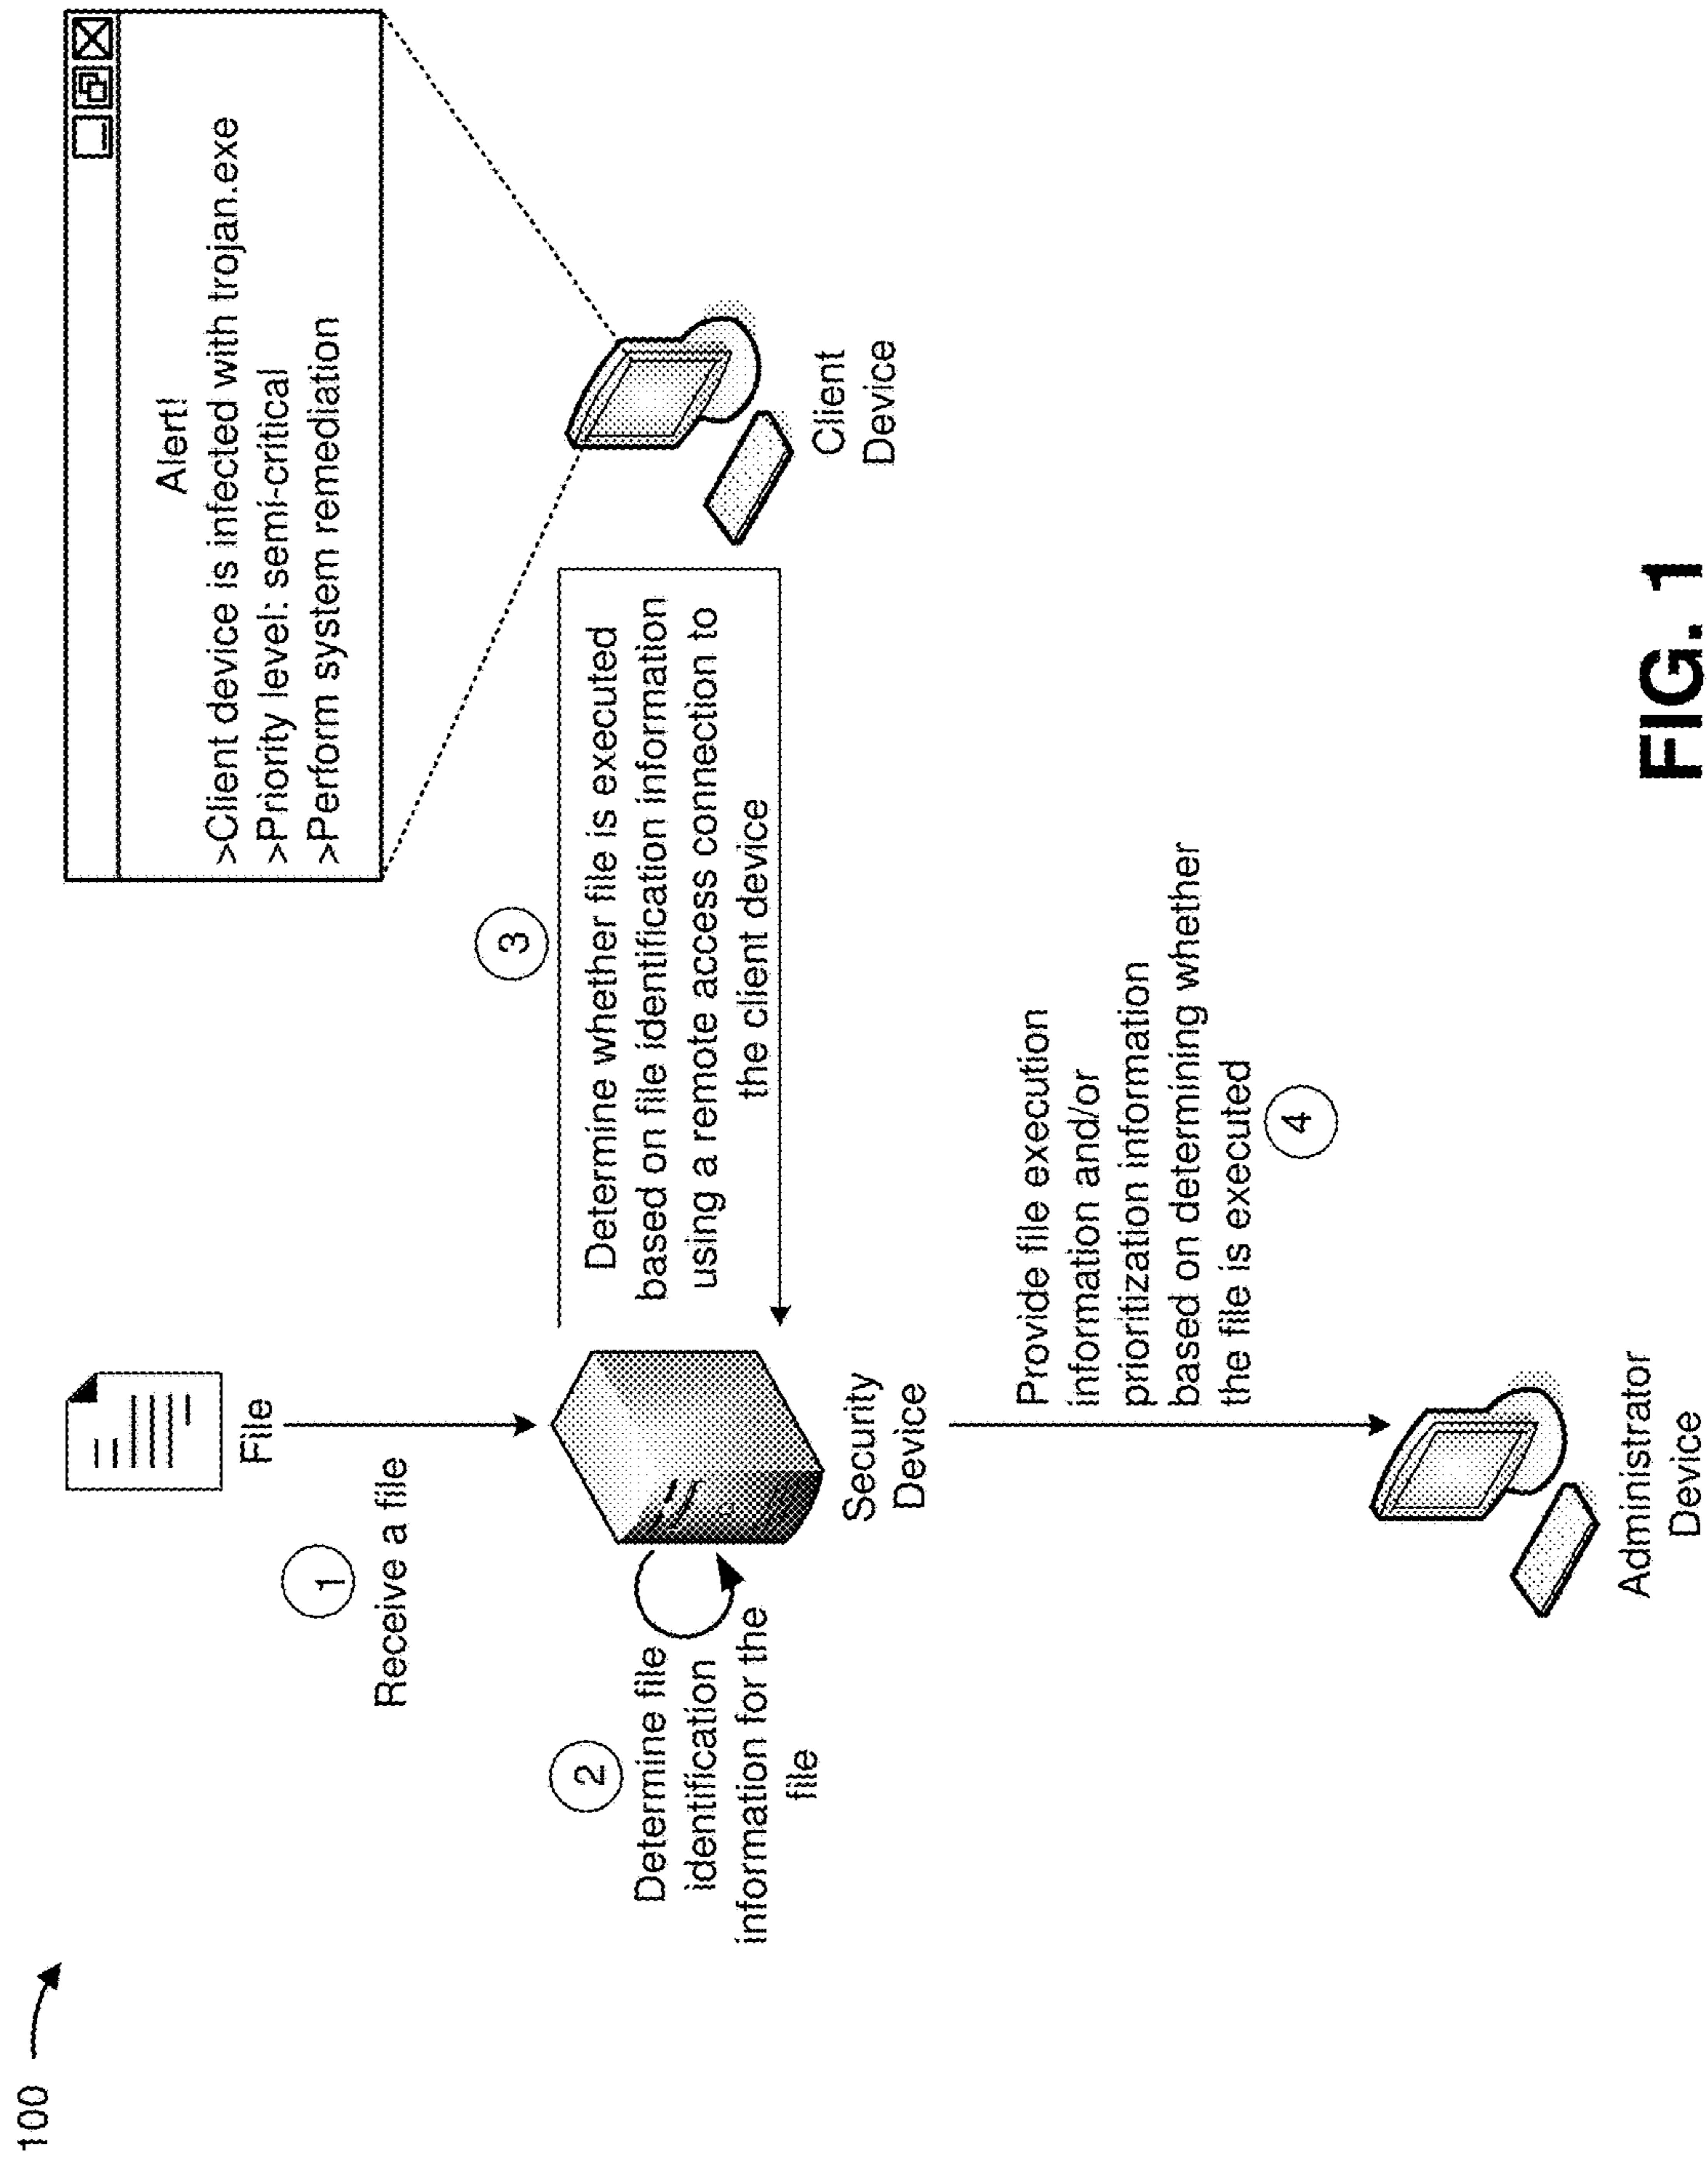 100
File
1
Receive a file
2
Determine file
identification
information for the
file
Security
Device
3
Determine whether file is executed
based on file identification information
using a remote access connection to
the client device
Alert!
>Client device is infected with trojan.exe
>Priority level: semi-critical
>Perform system remediation
Client
Device
Provide file execution
information and/or
prioritization information
based on determining whether
the file is executed
4
Administrator
Device
FIG. 1